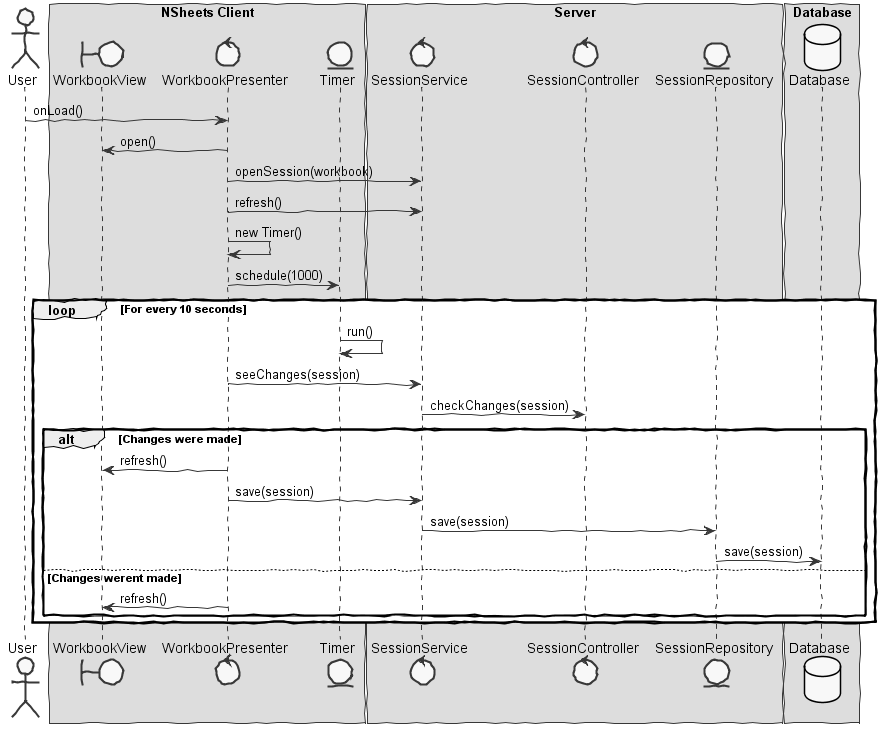 NSheets Client Server Database
User WorkbookView WorkbookPresenter Timer SessionService SessionController SessionRepository Database
onLoad()
open()
openSession(workbook)
refresh()
new Timer()
schedule(1000)
loop [For every 10 seconds]
run()
seeChanges(session)
checkChanges(session)
alt [Changes were made]
refresh()
save(session)
save(session)
save(session)
[Changes werent made]
refresh()
User WorkbookView WorkbookPresenter Timer SessionService SessionController SessionRepository Database